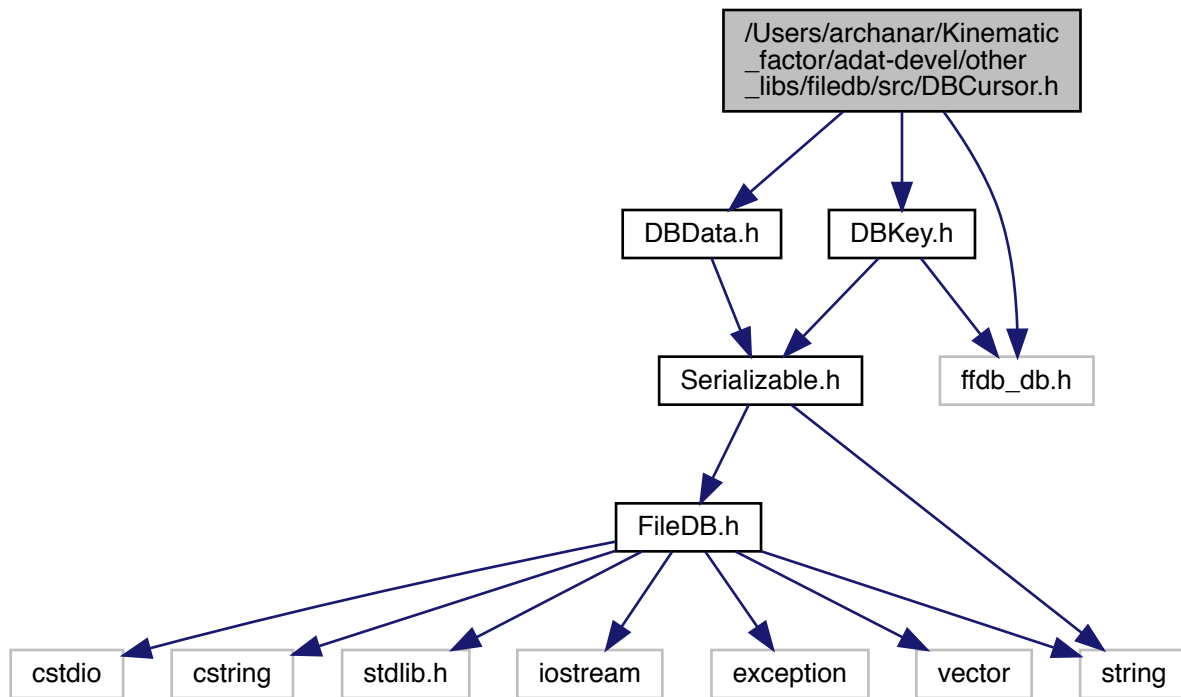 /Users/archanar/Kinematic
_factor/adat-devel/other
_libs/filedb/src/DBCursor.h
DBData.h
DBKey.h
Serializable.h
ffdb_db.h
FileDB.h
cstdio
cstring
stdlib.h
iostream
exception
vector
string